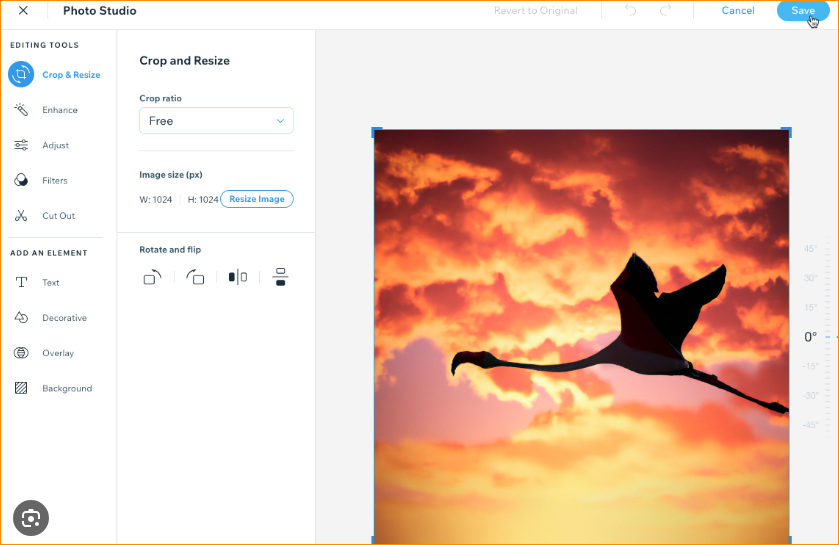 Photo Studio
Revert to Original
Cancel
Save
EDITING TOOLS
Crop & Resize
Enhance
Adjust
Filters
Cut Out
ADD AN ELEMENT
Text
Decorative
Overlay
Background
Crop and Resize
Crop ratio
Free
Image size (px)
W: 1024 H: 1024 Resize Image
Rotate and flip
45°
30°
15°
0°
-15°
-30°
-45°